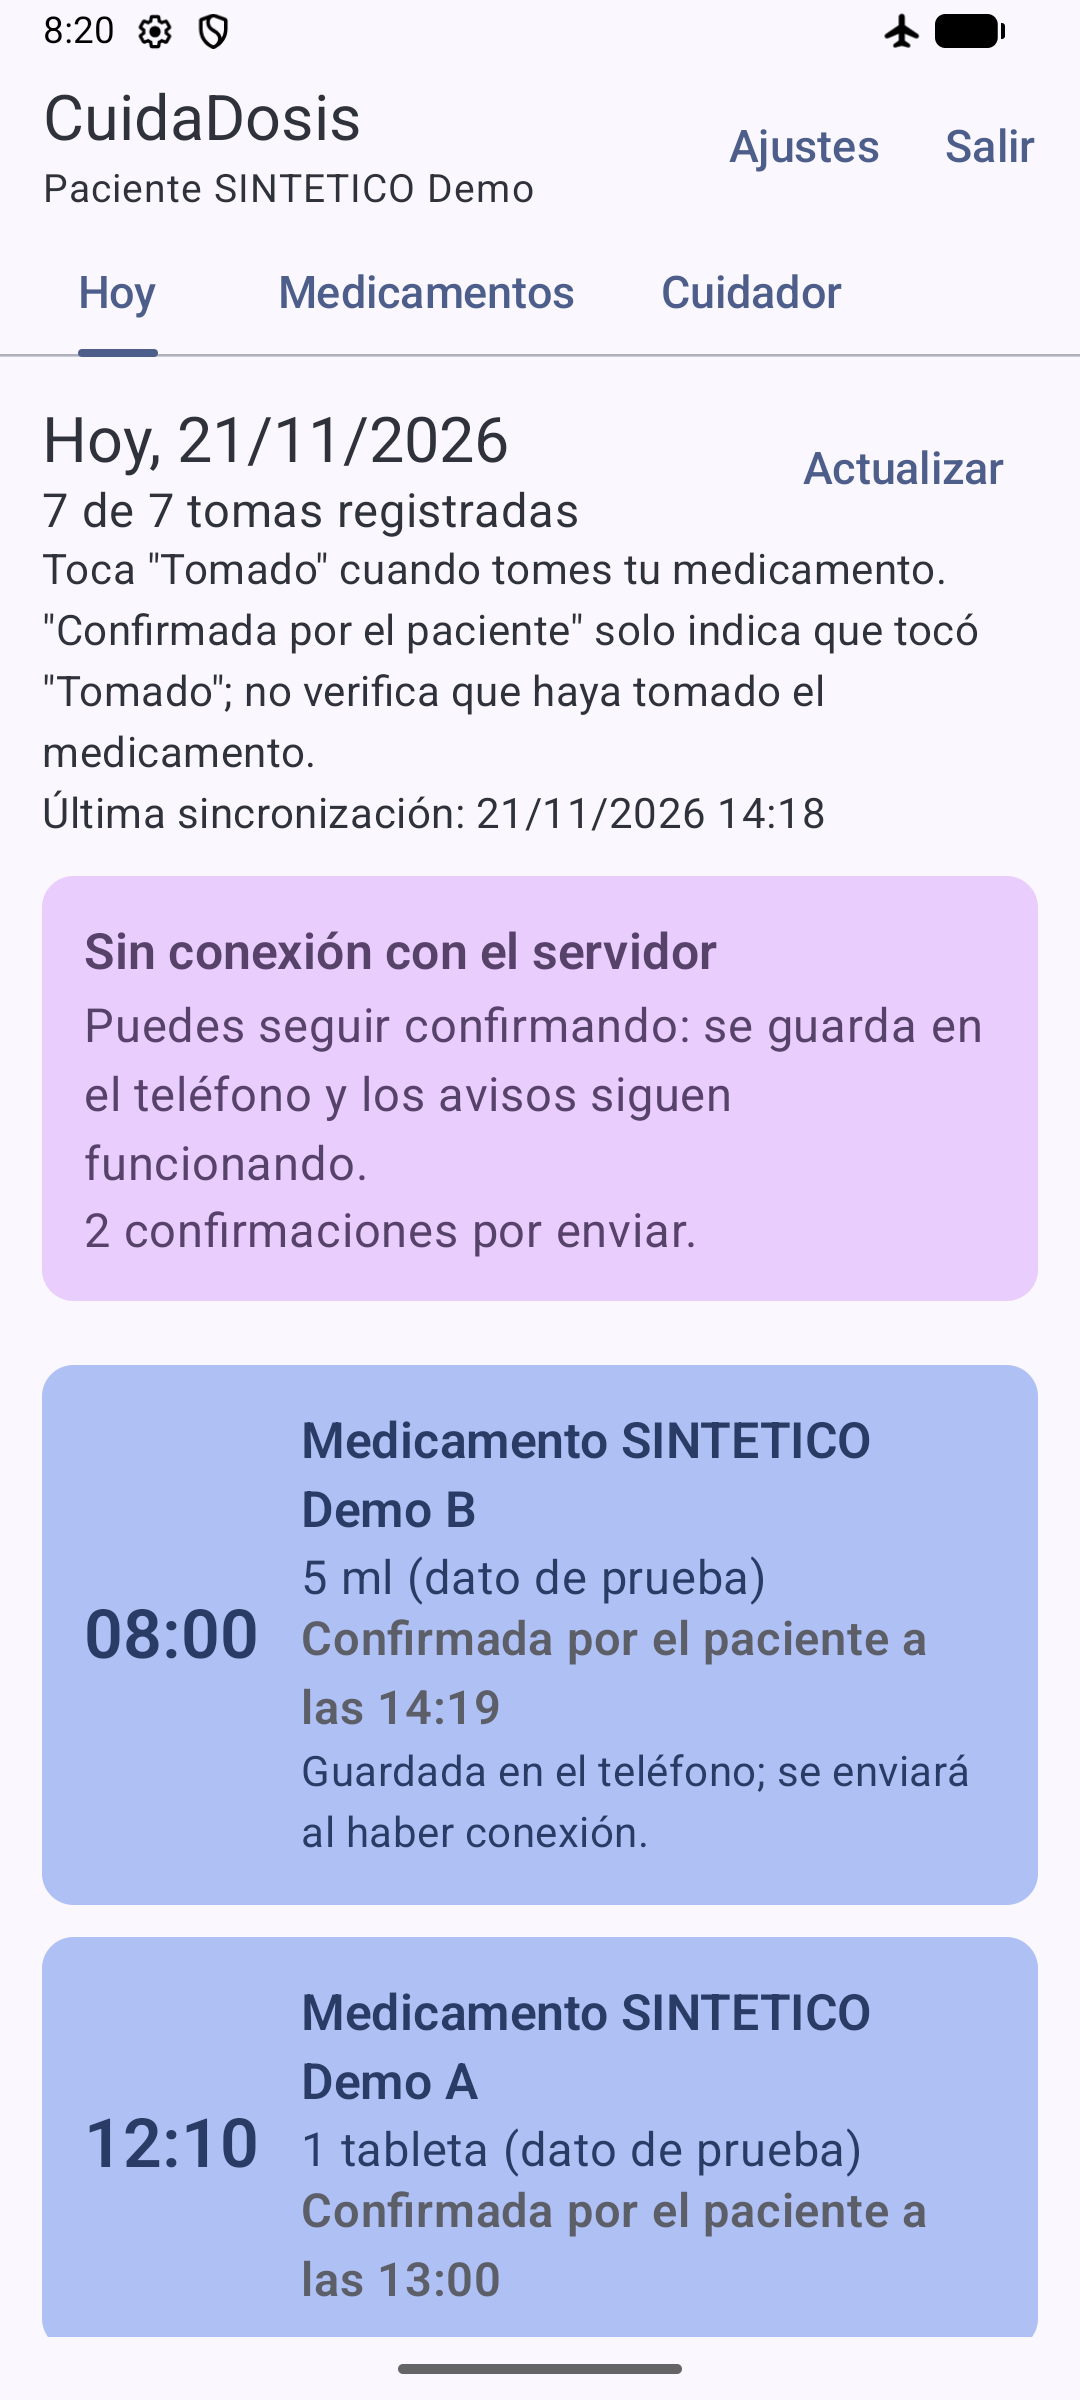 8:20
CuidaDosis
Paciente SINTETICO Demo
Ajustes
Salir
Hoy
Medicamentos
Cuidador
Hoy, 21/11/2026
7 de 7 tomas registradas
Actualizar
Toca "Tomado" cuando tomes tu medicamento.
"Confirmada por el paciente" solo indica que tocó
"Tomado"; no verifica que haya tomado el
medicamento.
Última sincronización: 21/11/2026 14:18
Sin conexión con el servidor
Puedes seguir confirmando: se guarda en
el teléfono y los avisos siguen
funcionando.
2 confirmaciones por enviar.
08:00
Medicamento SINTETICO
Demo B
5 ml (dato de prueba)
Confirmada por el paciente a
las 14:19
Guardada en el teléfono; se enviará
al haber conexión.
12:10
Medicamento SINTETICO
Demo A
1 tableta (dato de prueba)
Confirmada por el paciente a
las 13:00